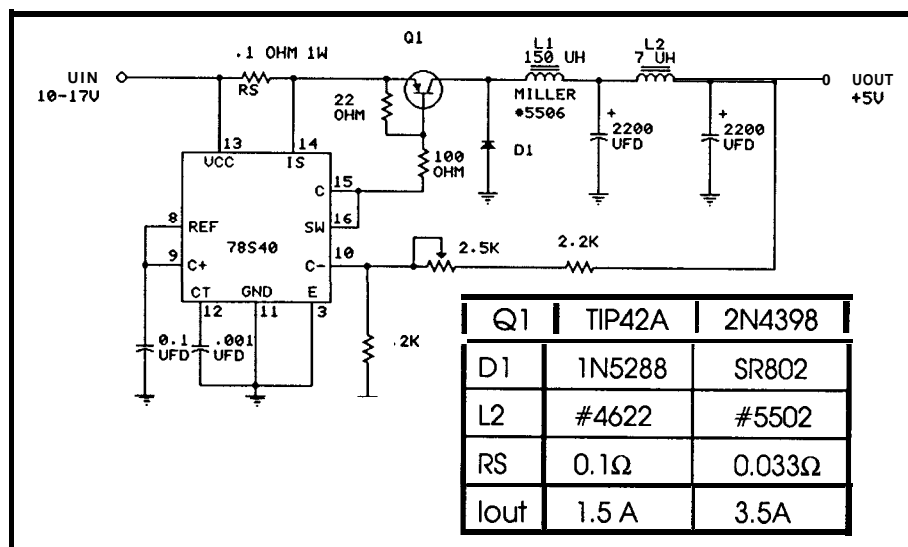 Q1
.1 OHM 1W
RS
UIN
10-17V
22
OHM
L1
150 UH
MILLER
*5506
L2
7 UH
UOUT
+5V
+
2200
UFD
+
2200
UFD
D1
100
OHM
13
14
VCC
IS
15
C
16
SW
8
REF
78S40
10
C-
9
C+
CT
GND
E
12
11
3
2.5K
2.2K
0.1
UFD
.001
UFD
.2K
Q1 TIP42A 2N4398
D1 1N5288 SR802
L2 #4622 #5502
RS 0.1Ω 0.033Ω
Iout 1.5 A 3.5A